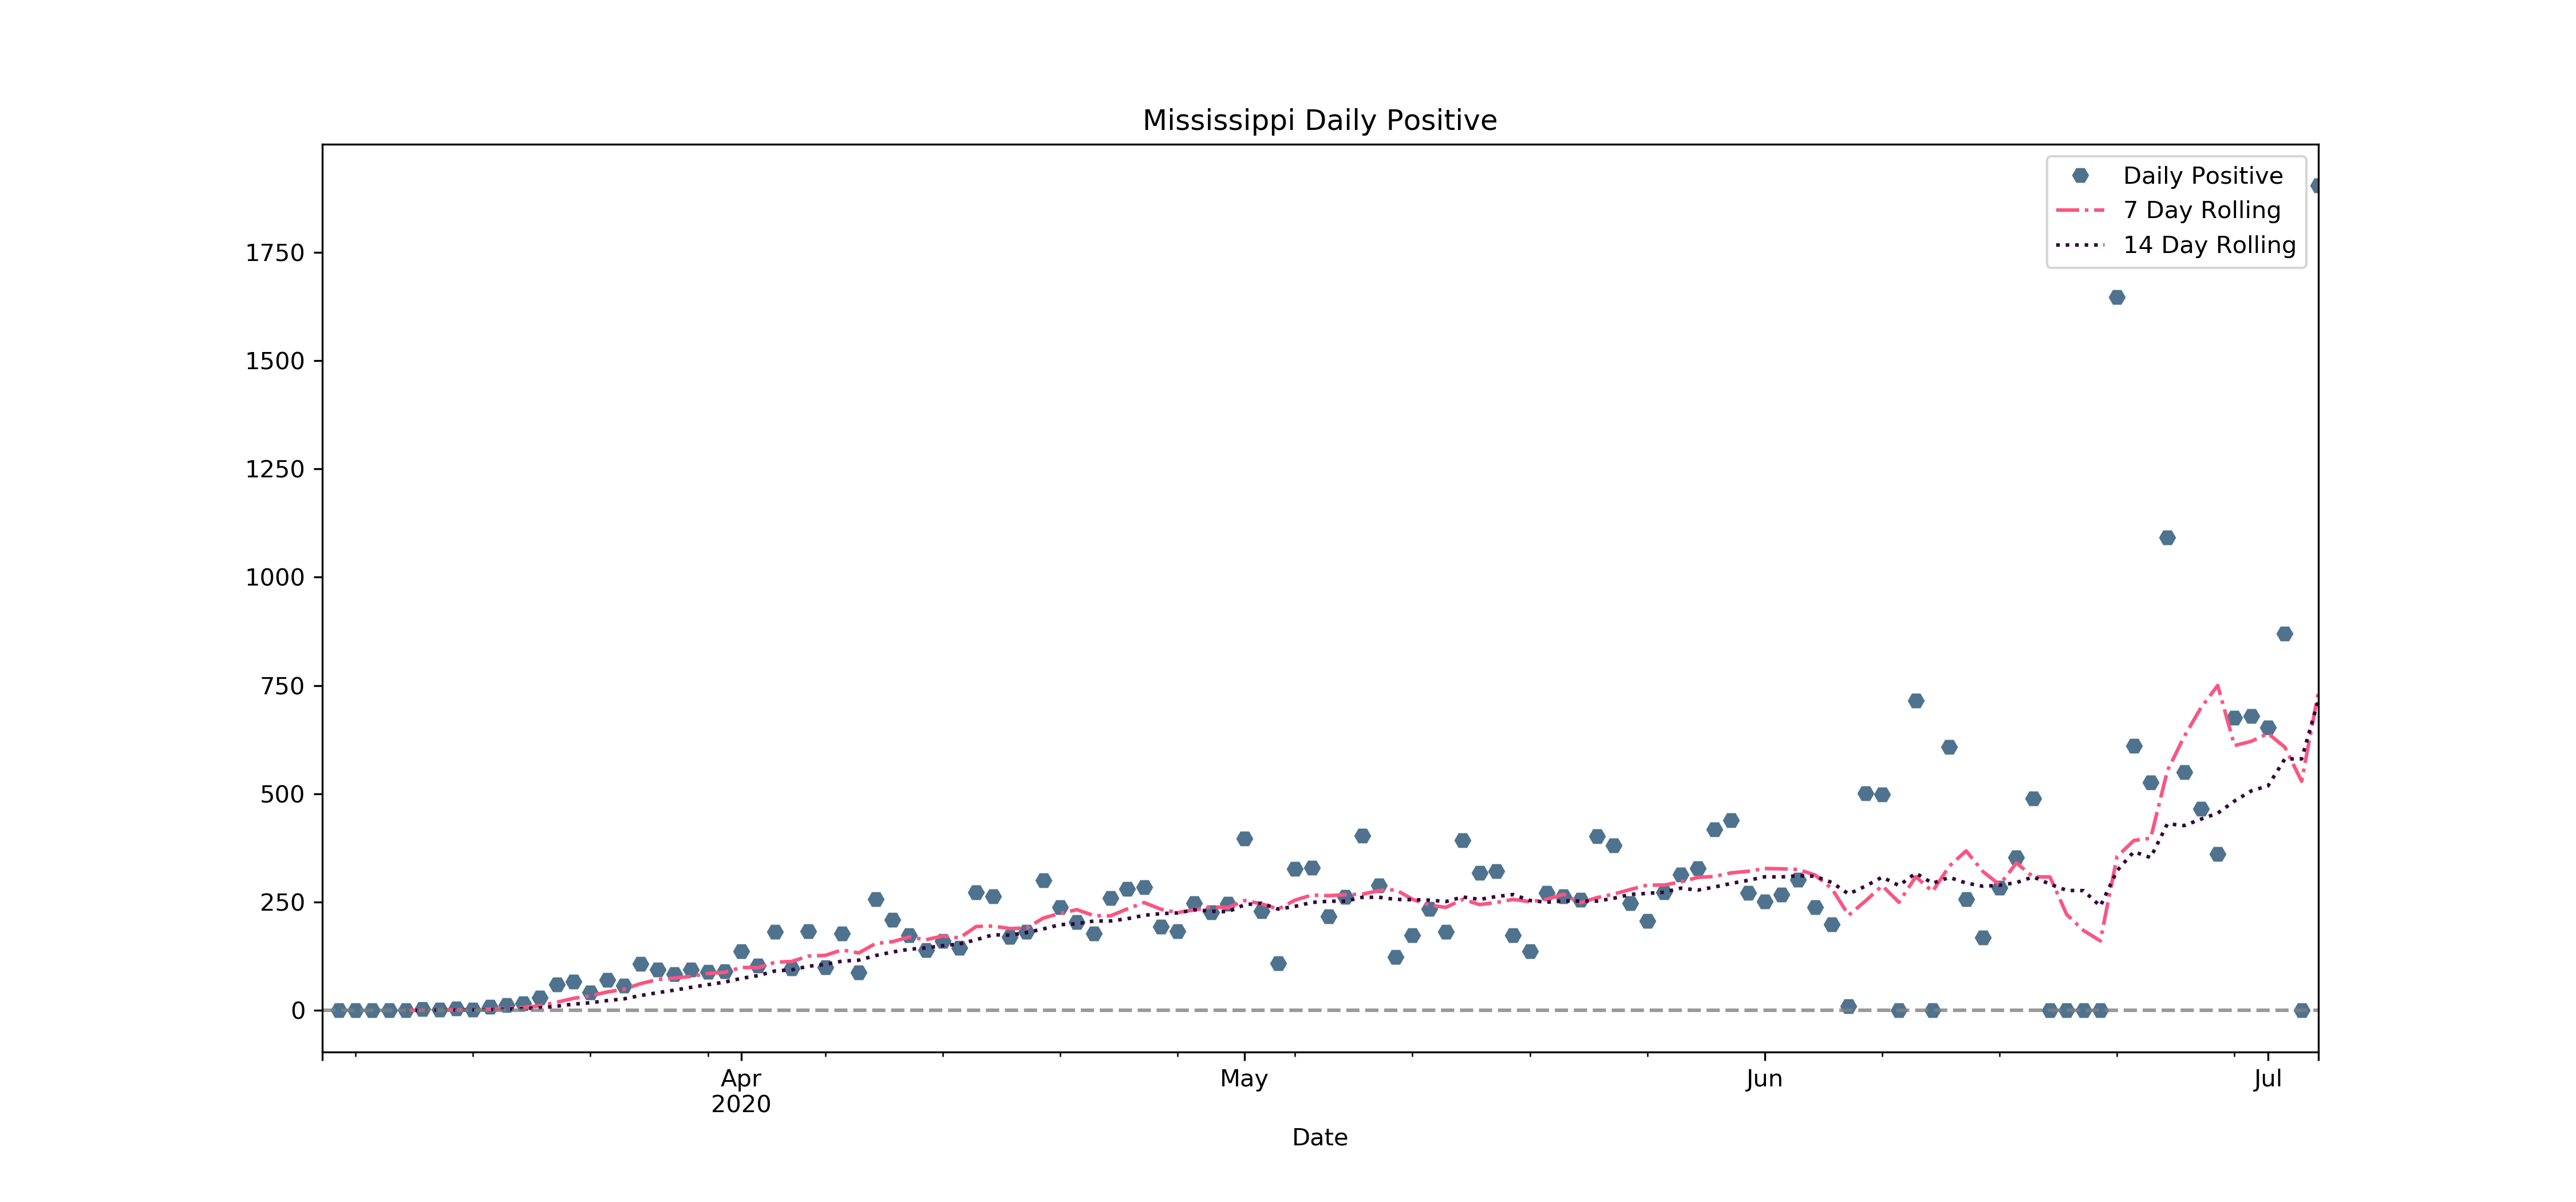 Mississippi Daily Positive
Daily Positive
7 Day Rolling
14 Day Rolling
1750
1500
1250
1000
750
500
250
0
Apr
2020
May
Jun
Jul
Date